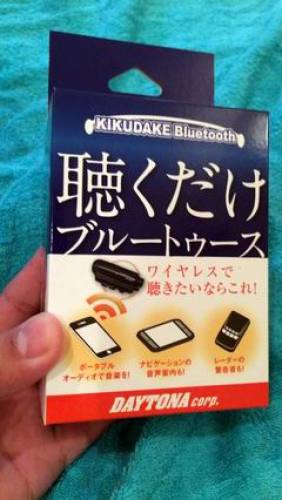 KIKUDAKE Bluetooth
聴くだけ
ブルートゥース
ワイヤレスで
聴きたいならこれ!
ポータブル
オーディオで音楽を!
ナビゲーションの
音声案内も!
レーダーの
警告音も!
DAYTONA corp.